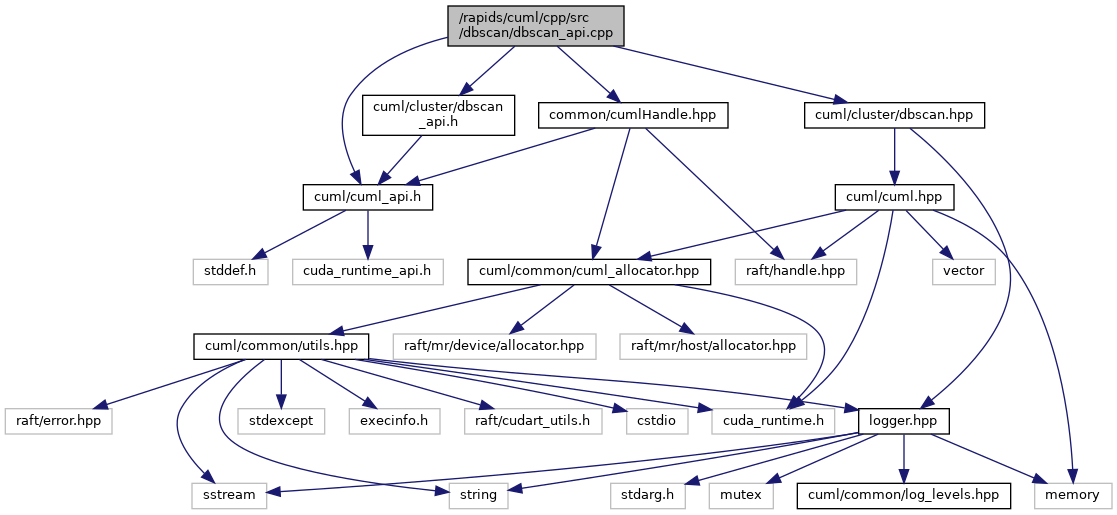 /rapids/cuml/cpp/src
/dbscan/dbscan_api.cpp
cuml/cluster/dbscan
_api.h
common/cumlHandle.hpp
cuml/cluster/dbscan.hpp
cuml/cuml_api.h
cuml/cuml.hpp
stddef.h
cuda_runtime_api.h
cuml/common/cuml_allocator.hpp
raft/handle.hpp
vector
cuml/common/utils.hpp
raft/mr/device/allocator.hpp
raft/mr/host/allocator.hpp
raft/error.hpp
stdexcept
execinfo.h
raft/cudart_utils.h
cstdio
cuda_runtime.h
logger.hpp
sstream
string
stdarg.h
mutex
cuml/common/log_levels.hpp
memory